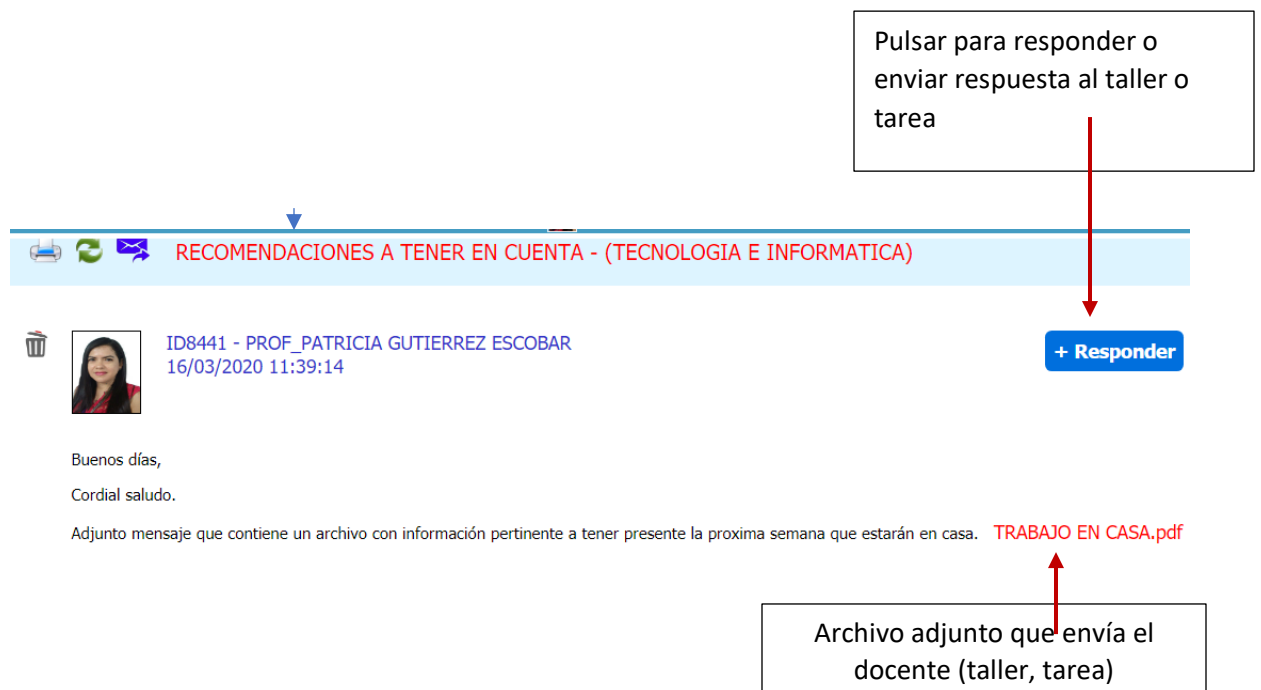 Pulsar para responder o
enviar respuesta al taller o
tarea
RECOMENDACIONES A TENER EN CUENTA - (TECNOLOGIA E INFORMATICA)
ID8441 - PROF_PATRICIA GUTIERREZ ESCOBAR
16/03/2020 11:39:14
+ Responder
Buenos días,
Cordial saludo.
Adjunto mensaje que contiene un archivo con información pertinente a tener presente la proxima semana que estarán en casa. TRABAJO EN CASA.pdf
Archivo adjunto que envía el
docente (taller, tarea)